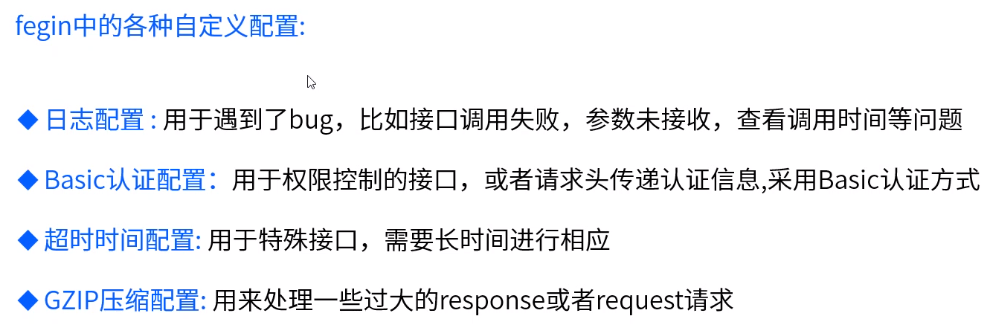 fegin中的各种自定义配置:
◆ 日志配置 : 用于遇到了bug，比如接口调用失败，参数未接收，查看调用时间等问题
◆ Basic认证配置： 用于权限控制的接口，或者请求头传递认证信息,采用Basic认证方式
◆ 超时时间配置: 用于特殊接口，需要长时间进行相应
◆ GZIP压缩配置: 用来处理一些过大的response或者request请求